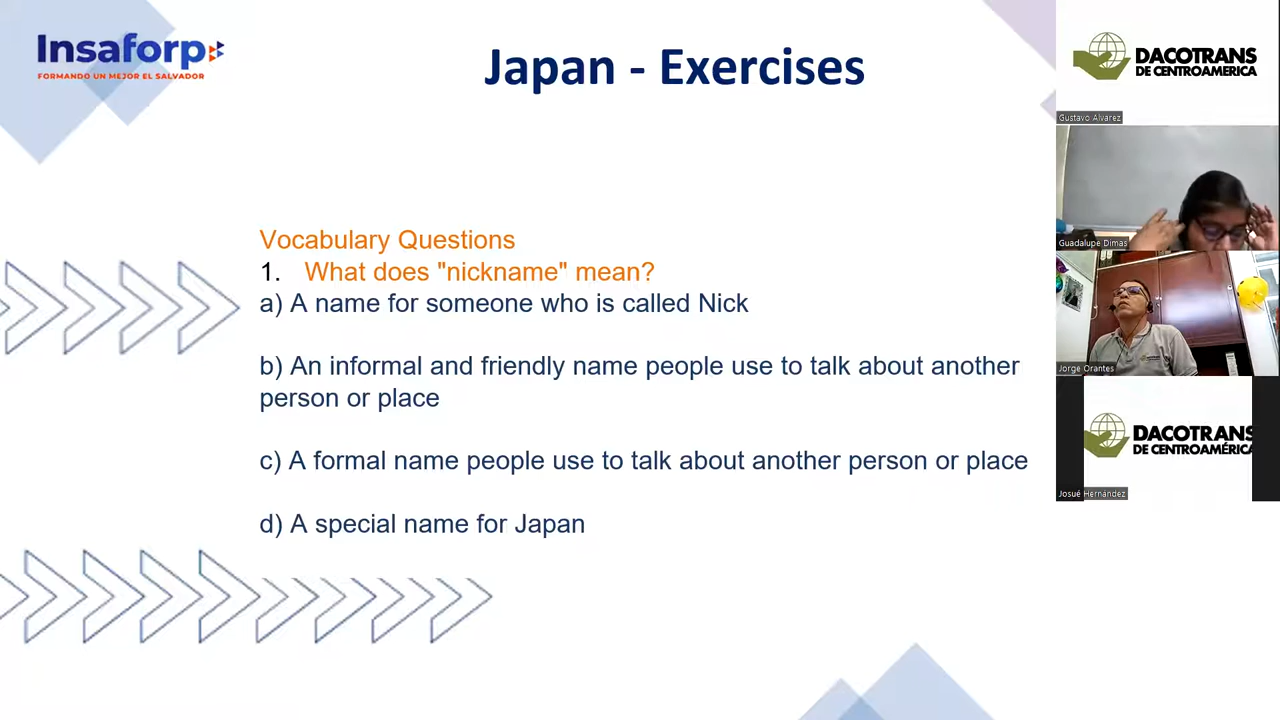 Insaforp
FORMANDO UN MEJOR EL SALVADOR
Japan - Exercises
Vocabulary Questions
1. What does "nickname" mean?
a) A name for someone who is called Nick
b) An informal and friendly name people use to talk about another
person or place
c) A formal name people use to talk about another person or place
d) A special name for Japan
DACOTRANS
DE CENTROAMERICA
Gustavo Alvarez
Guadalupe Dimas
Jorge Orantes
DACOTRANS
DE CENTROAMÉRICA
Josué Hernández